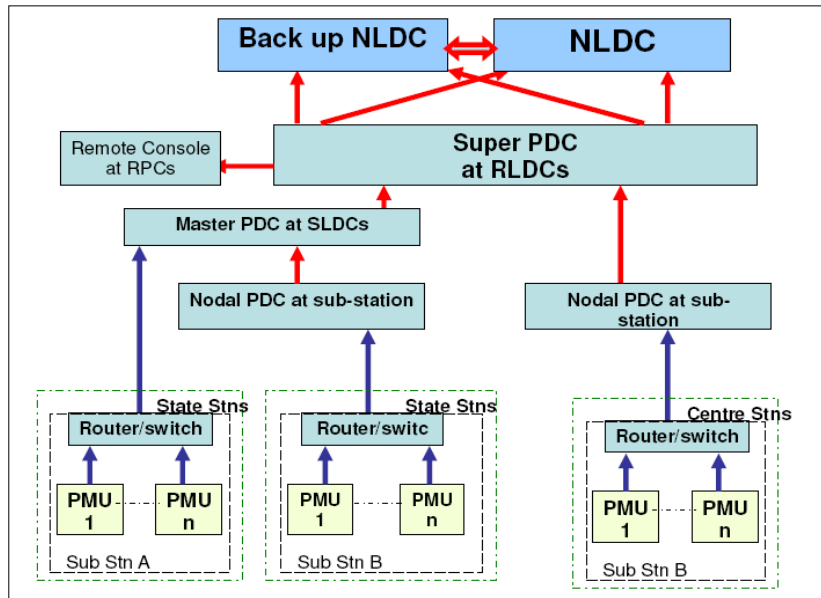 Back up NLDC
NLDC
Super PDC
at RLDCs
Remote Console
at RPCs
Master PDC at SLDCs
Nodal PDC at sub-station
Nodal PDC at sub-
station
State Stns
State Stns
Centre Stns
Router/switch
Router/switc
Router/switch
PMU
1
PMU
n
PMU
1
PMU
n
PMU
1
PMU
n
Sub Stn A
Sub Stn B
Sub Stn B